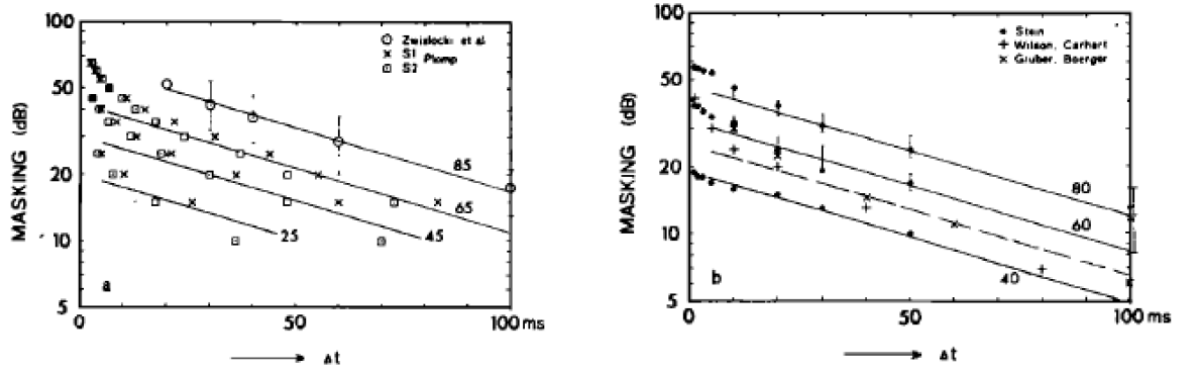 100
50
20
10
5
MASKING (dB)
Zwislocki et al
S1
S2
Plomp
85
65
45
25
a
0
50
100 ms
Δt
100
50
20
10
5
MASKING (dB)
Stein
Wilson, Carhart
Gruber, Boerger
80
60
40
b
0
50
100 ms
Δt